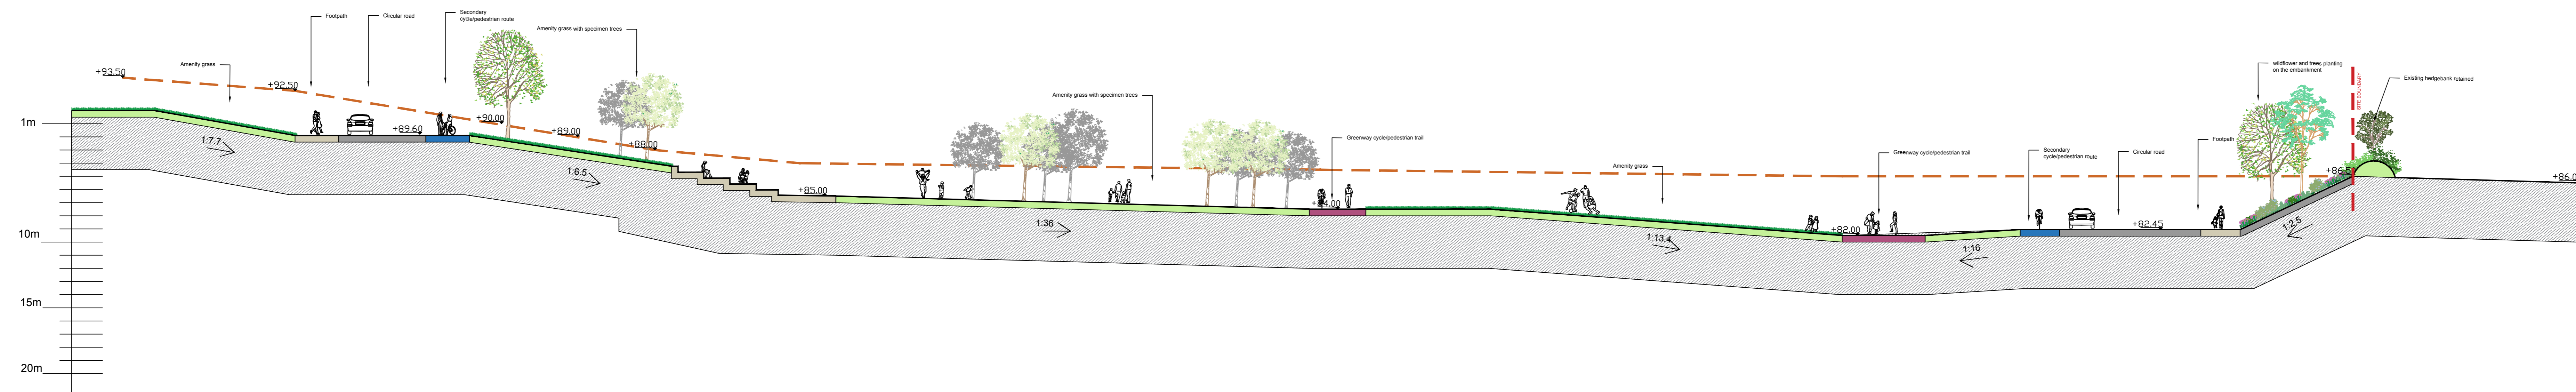 Footpath
Circular road
Secondary
cycle/pedestrian route
Amenity grass with specimen trees
Amenity grass
+93.50
+92.50
+89.60
+90.00
+89.00
+88.00
1:7.7
1:6.5
+85.00
Amenity grass with specimen trees
1:36
Greenway cycle/pedestrian trail
Amenity grass
1:13.4
Greenway cycle/pedestrian trail
+82.00
1:16
Secondary
cycle/pedestrian route
Circular road
+82.45
Footpath
wildflower and trees planting
on the embankment
SITE BOUNDARY
Existing hedgebank retained
1:2.5
1m
10m
15m
20m